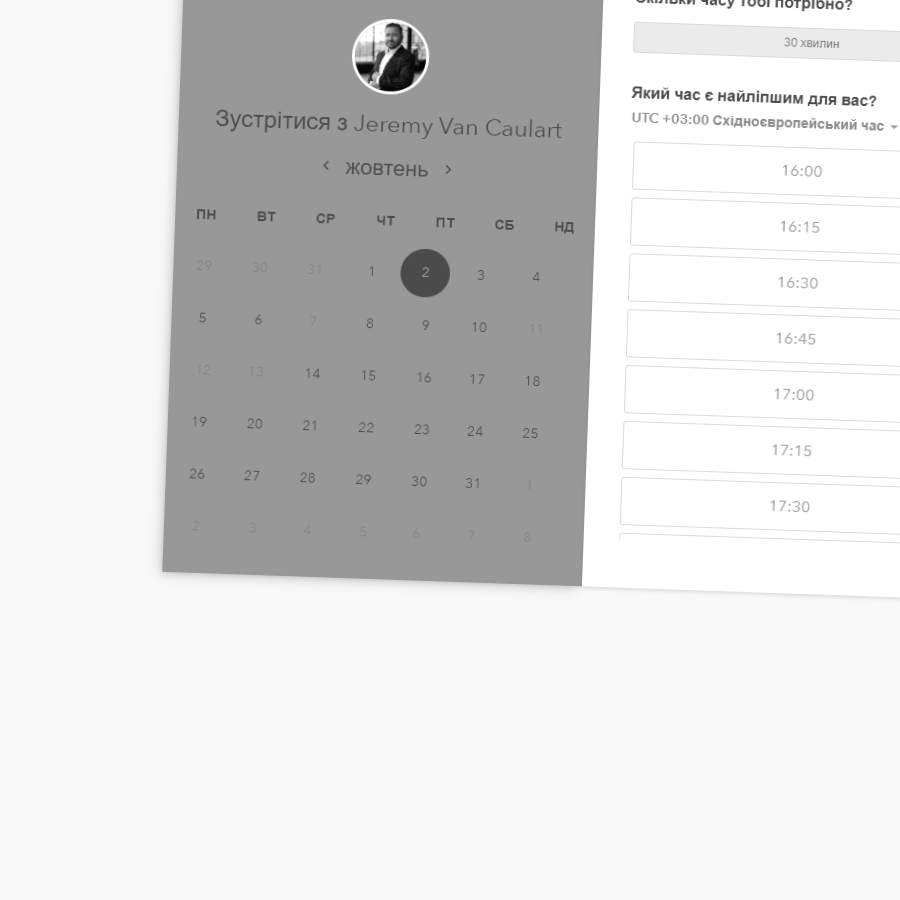 Зустрітися з Jeremy Van Caulart
жовтень
ПН ВТ СР ЧТ ПТ СБ НД
29 30 31 1 2 3 4
5 6 7 8 9 10 11
12 13 14 15 16 17 18
19 20 21 22 23 24 25
26 27 28 29 30 31 1
2 3 4 5 6 7 8
Скільки часу тобі потрібно?
30 хвилин
Який час є найліпшим для вас?
UTC +03:00 Східноєвропейський час
16:00
16:15
16:30
16:45
17:00
17:15
17:30